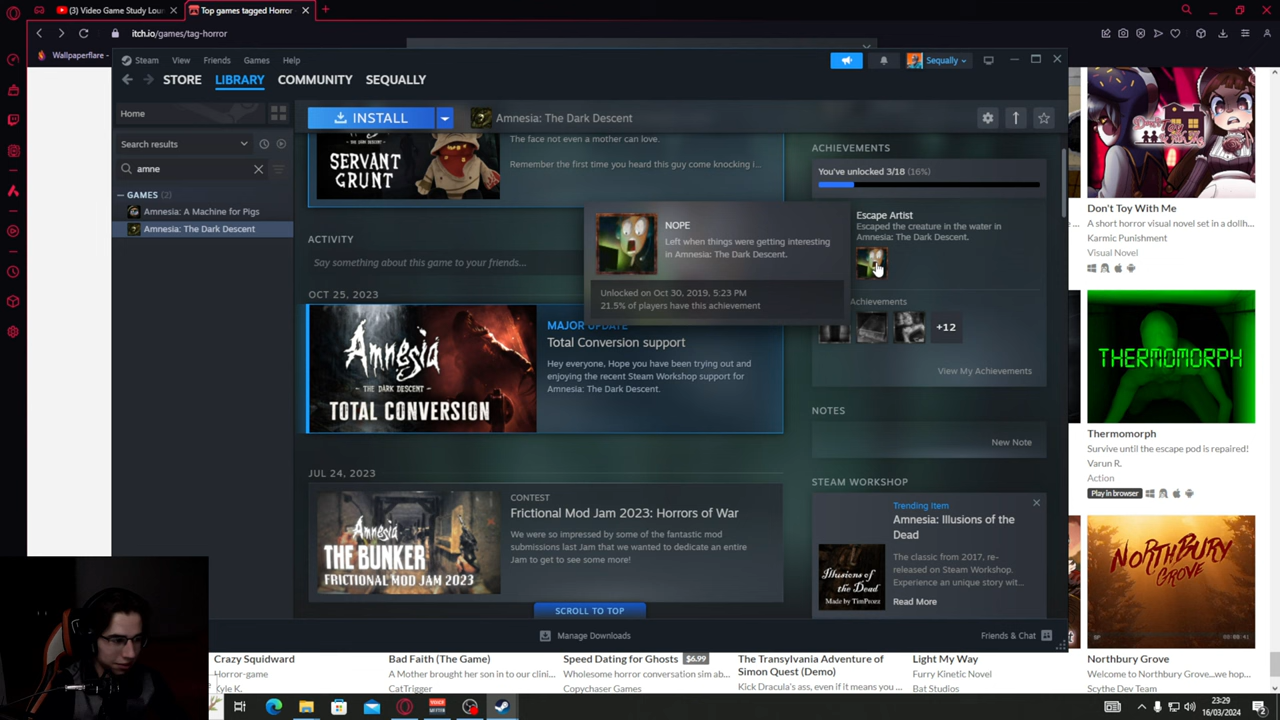 (3) Video Game Study Loun
Top games tagged Horror
itch.io/games/tag-horror
Wallpaperflare -
Steam View Friends Games Help
Sequally
STORE LIBRARY COMMUNITY SEQUALLY
Home
INSTALL
Amnesia: The Dark Descent
Search results
amne
GAMES (2)
Amnesia: A Machine for Pigs
Amnesia: The Dark Descent
THE DARK DESCENT
SERVANT
GRUNT
The face not even a mother can love.
Remember the first time you heard this guy come knocking i...
ACTIVITY
Say something about this game to your friends...
OCT 25, 2023
Amnesia
THE DARK DESCENT
TOTAL CONVERSION
MAJOR UPDATE
Total Conversion support
Hey everyone, Hope you have been trying out and
enjoying the recent Steam Workshop support for
Amnesia: The Dark Descent.
JUL 24, 2023
Amnesia
THE BUNKER
FRICTIONAL MOD JAM 2023
CONTEST
Frictional Mod Jam 2023: Horrors of War
We were so impressed by some of the fantastic mod
submissions last Jam that we wanted to dedicate an entire
Jam to get to see some more!
SCROLL TO TOP
NOPE
Left when things were getting interesting
in Amnesia: The Dark Descent.
Unlocked on Oct 30, 2019, 5:23 PM
21.5% of players have this achievement
ACHIEVEMENTS
You've unlocked 3/18 (16%)
Escape Artist
Escaped the creature in the water in
Amnesia: The Dark Descent.
Achievements
+12
View My Achievements
NOTES
New Note
STEAM WORKSHOP
Trending Item
Amnesia: Illusions of the
Dead
Illusions of
the Dead
Made by TimProzz
The classic from 2017, re-
released on Steam Workshop.
Experience an unique story wit...
Read More
Manage Downloads
Friends & Chat
Don't Toy With Me
A short horror visual novel set in a dollh...
Karmic Punishment
Visual Novel
THERMOMORPH
Thermomorph
Survive until the escape pod is repaired!
Varun R.
Action
Play in browser
NORTHBURY
GROVE
SP
00:00:41
Northbury Grove
Welcome to Northbury Grove...we hop...
Scythe Dev Team
Crazy Squidward
Horror-game
Kyle K.
Bad Faith (The Game)
A Mother brought her son in to our clini...
CatTrigger
Speed Dating for Ghosts $6.99
Wholesome horror conversation sim ab...
Copychaser Games
The Transylvania Adventure of
Simon Quest (Demo)
Kick Dracula's ass, even if it means you ...
Light My Way
Furry Kinetic Novel
Bat Studios
23:29
16/03/2024
2